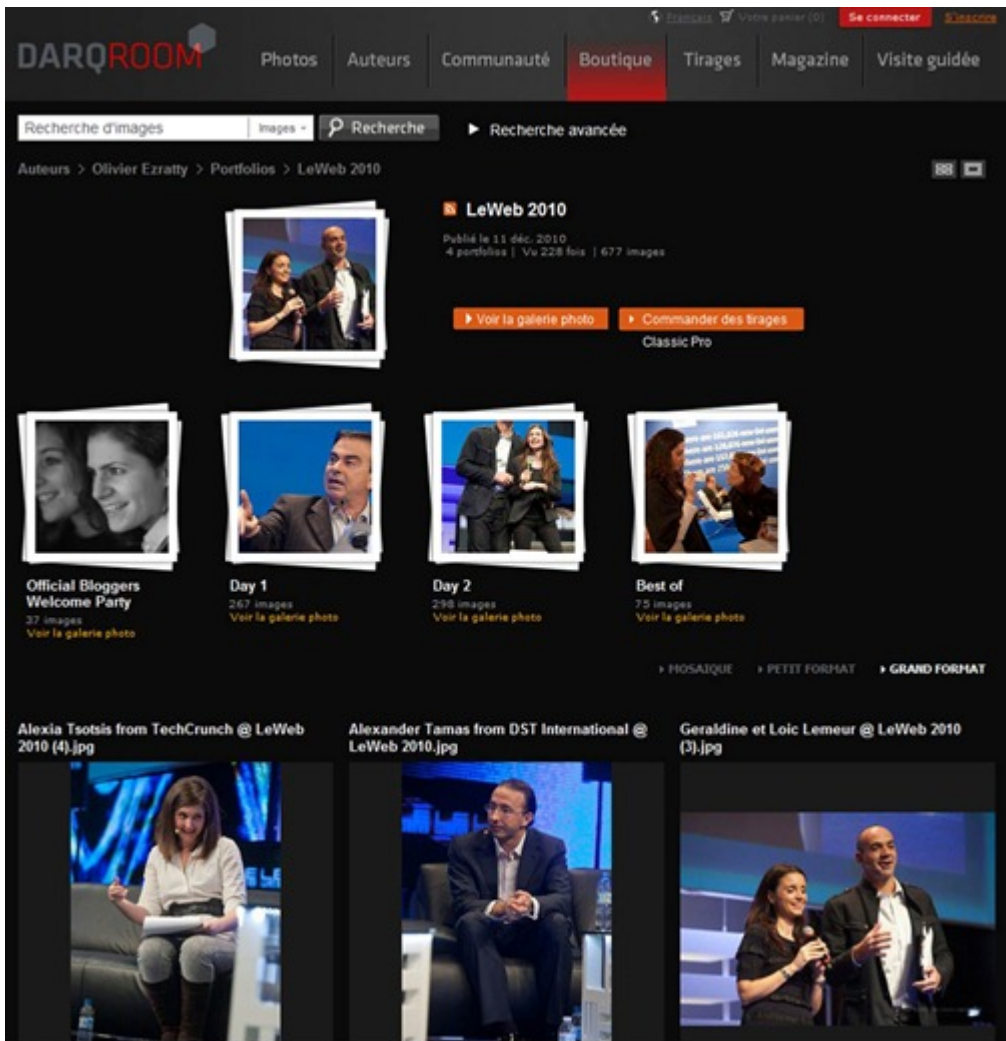 Français Votre panier (0) Se connecter S'inscrire
DARQROOM
Photos Auteurs Communauté Boutique Tirages Magazine Visite guidée
Recherche d'images Images Recherche Recherche avancée
Auteurs > Olivier Ezratty > Portfolios > LeWeb 2010
LeWeb 2010
Publié le 11 déc. 2010
4 portfolios | Vu 228 fois | 677 images
Voir la galerie photo Commander des tirages
Classic Pro
Official Bloggers
Welcome Party
37 images
Voir la galerie photo
Day 1
267 images
Voir la galerie photo
Day 2
298 images
Voir la galerie photo
Best of
75 images
Voir la galerie photo
MOSAIQUE PETIT FORMAT GRAND FORMAT
Alexia Tsotsis from TechCrunch @ LeWeb
2010 (4).jpg
Alexander Tamas from DST International @
LeWeb 2010.jpg
Geraldine et Loic Lemeur @ LeWeb 2010
(3).jpg